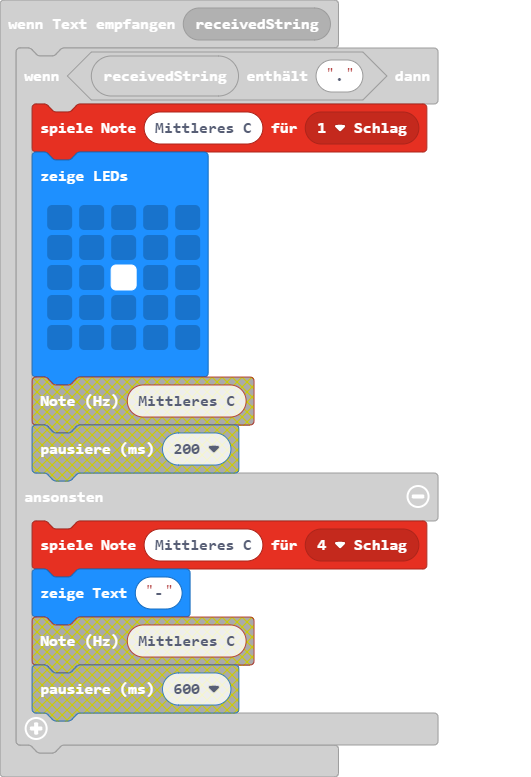 wenn Text empfangen receivedString
wenn receivedString enthält "." dann
spiele Note Mittleres C für 1 Schlag
zeige LEDs
Note (Hz) Mittleres C
pausiere (ms) 200
ansonsten
spiele Note Mittleres C für 4 Schlag
zeige Text "-"
Note (Hz) Mittleres C
pausiere (ms) 600